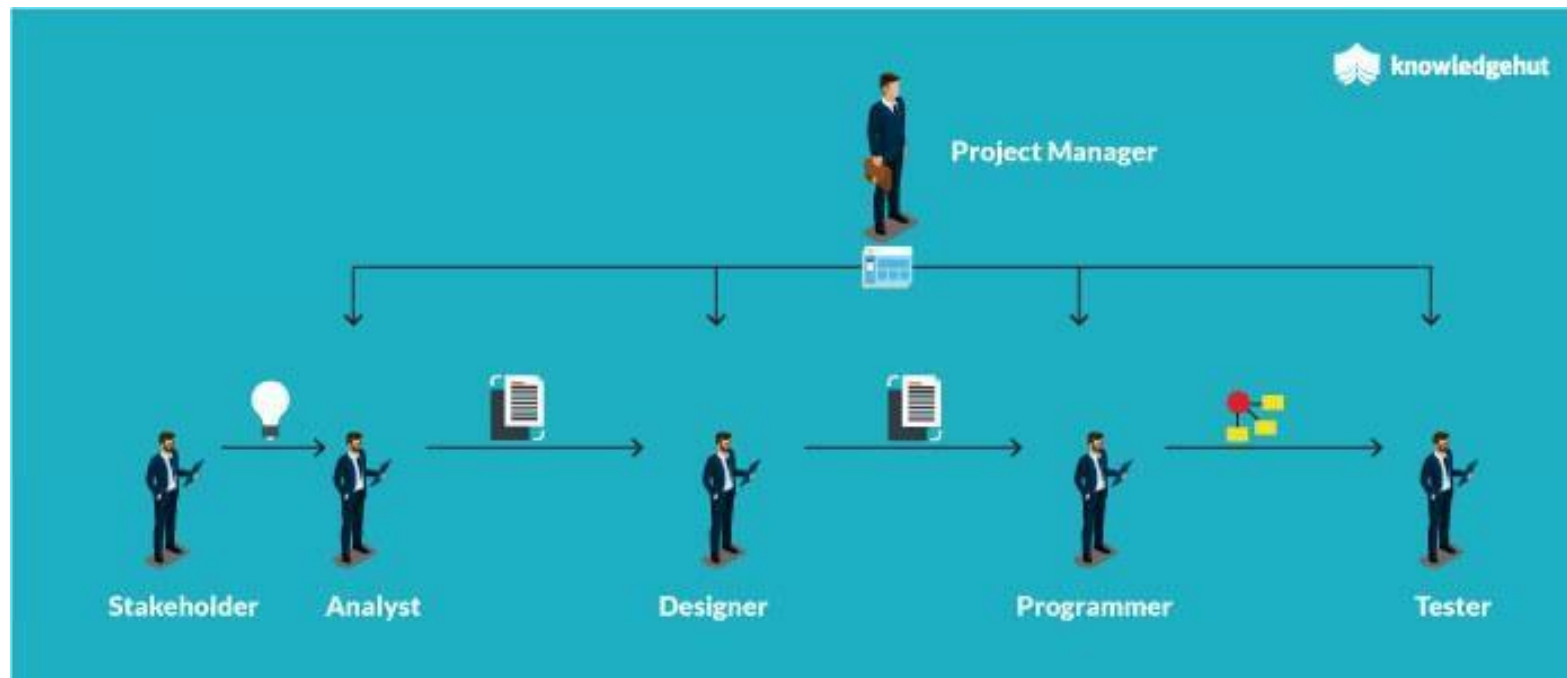 knowledgehut
Project Manager
Stakeholder
Analyst
Designer
Programmer
Tester